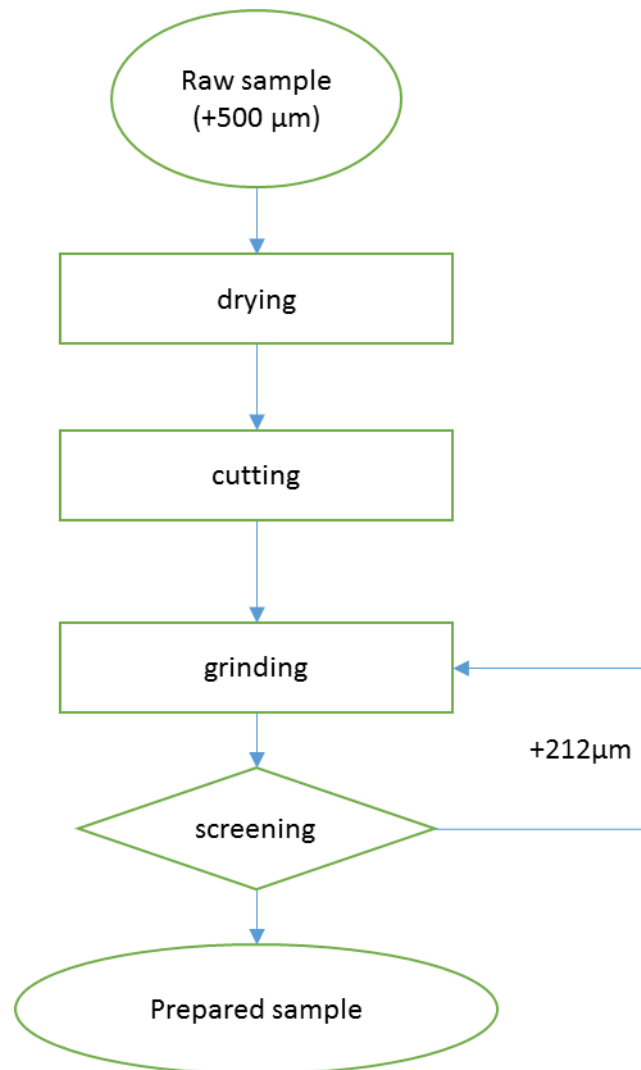 Raw sample
(+500 µm)
drying
cutting
grinding
+212µm
screening
Prepared sample